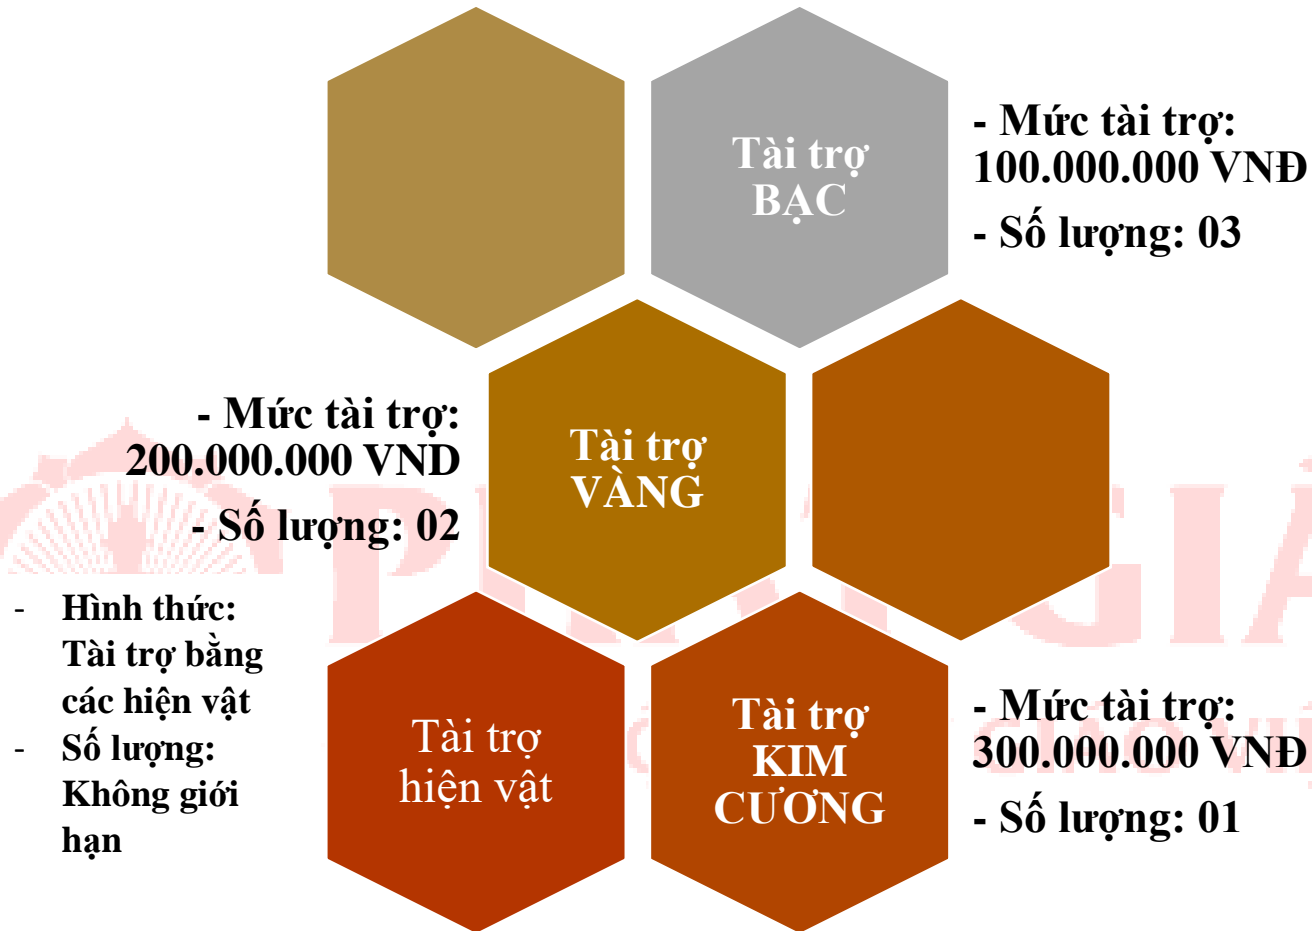 Tài trợ
BẠC
- Mức tài trợ:
100.000.000 VNĐ
- Số lượng: 03
- Mức tài trợ:
200.000.000 VND
- Số lượng: 02
Tài trợ
VÀNG
- Hình thức:
Tài trợ bằng
các hiện vật
- Số lượng:
Không giới
hạn
Tài trợ
hiện vật
Tài trợ
KIM
CƯƠNG
- Mức tài trợ:
300.000.000 VNĐ
- Số lượng: 01